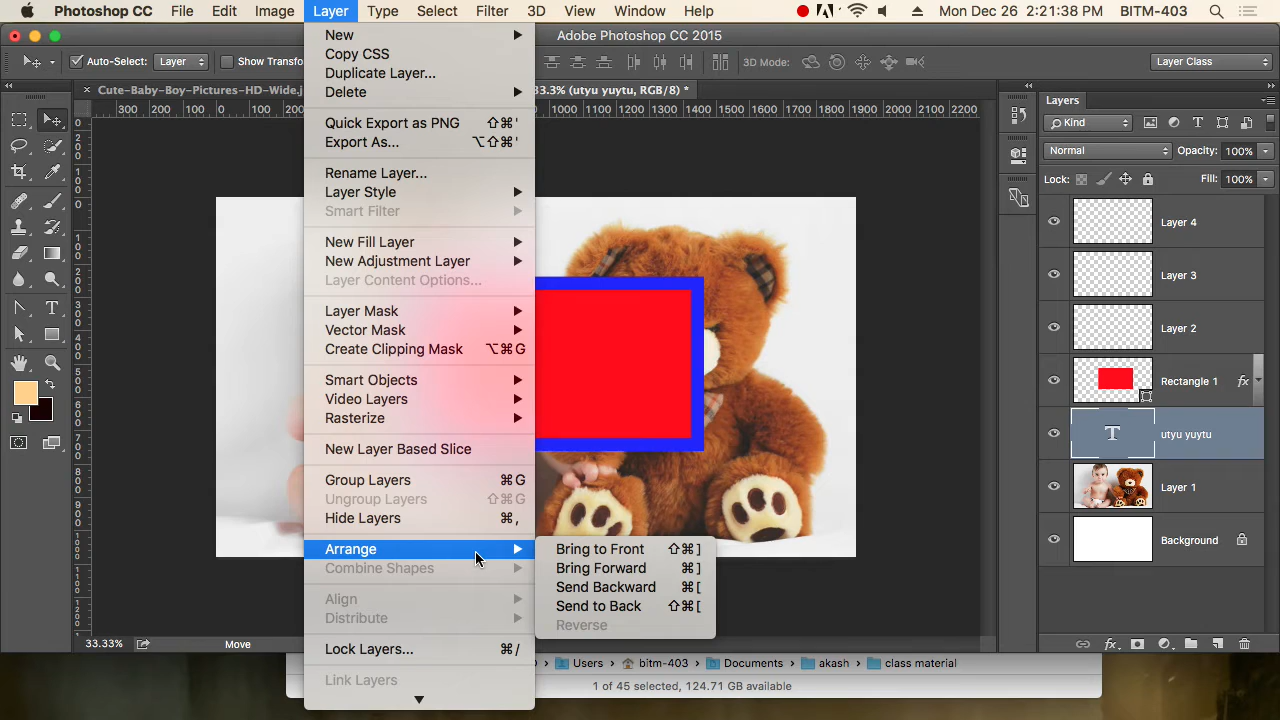 Photoshop CC File Edit Image Layer Type Select Filter 3D View Window Help Mon Dec 26 2:21:38 PM BITM-403
Adobe Photoshop CC 2015
Auto-Select: Layer Show Transfo 3D Mode: Layer Class
× Cute-Baby-Boy-Pictures-HD-Wide.j 33.3% (utyu yuytu, RGB/8) *
300 200 100 0 100 200 1000 1100 1200 1300 1400 1500 1600 1700 1800 1900 2000 2100 2200
New
Copy CSS
Duplicate Layer...
Delete
Quick Export as PNG ⇧⌘'
Export As... ⌥⇧⌘'
Rename Layer...
Layer Style
Smart Filter
New Fill Layer
New Adjustment Layer
Layer Content Options...
Layer Mask
Vector Mask
Create Clipping Mask ⌥⌘G
Smart Objects
Video Layers
Rasterize
New Layer Based Slice
Group Layers ⌘G
Ungroup Layers ⇧⌘G
Hide Layers ⌘,
Arrange
Combine Shapes
Align
Distribute
Lock Layers... ⌘/
Link Layers
Bring to Front ⇧⌘]
Bring Forward ⌘]
Send Backward ⌘[
Send to Back ⇧⌘[
Reverse
Layers
Kind
Normal Opacity: 100%
Lock: Fill: 100%
Layer 4
Layer 3
Layer 2
Rectangle 1 fx
T utyu yuytu
Layer 1
Background
33.33% Move
Users bitm-403 Documents akash class material
1 of 45 selected, 124.71 GB available